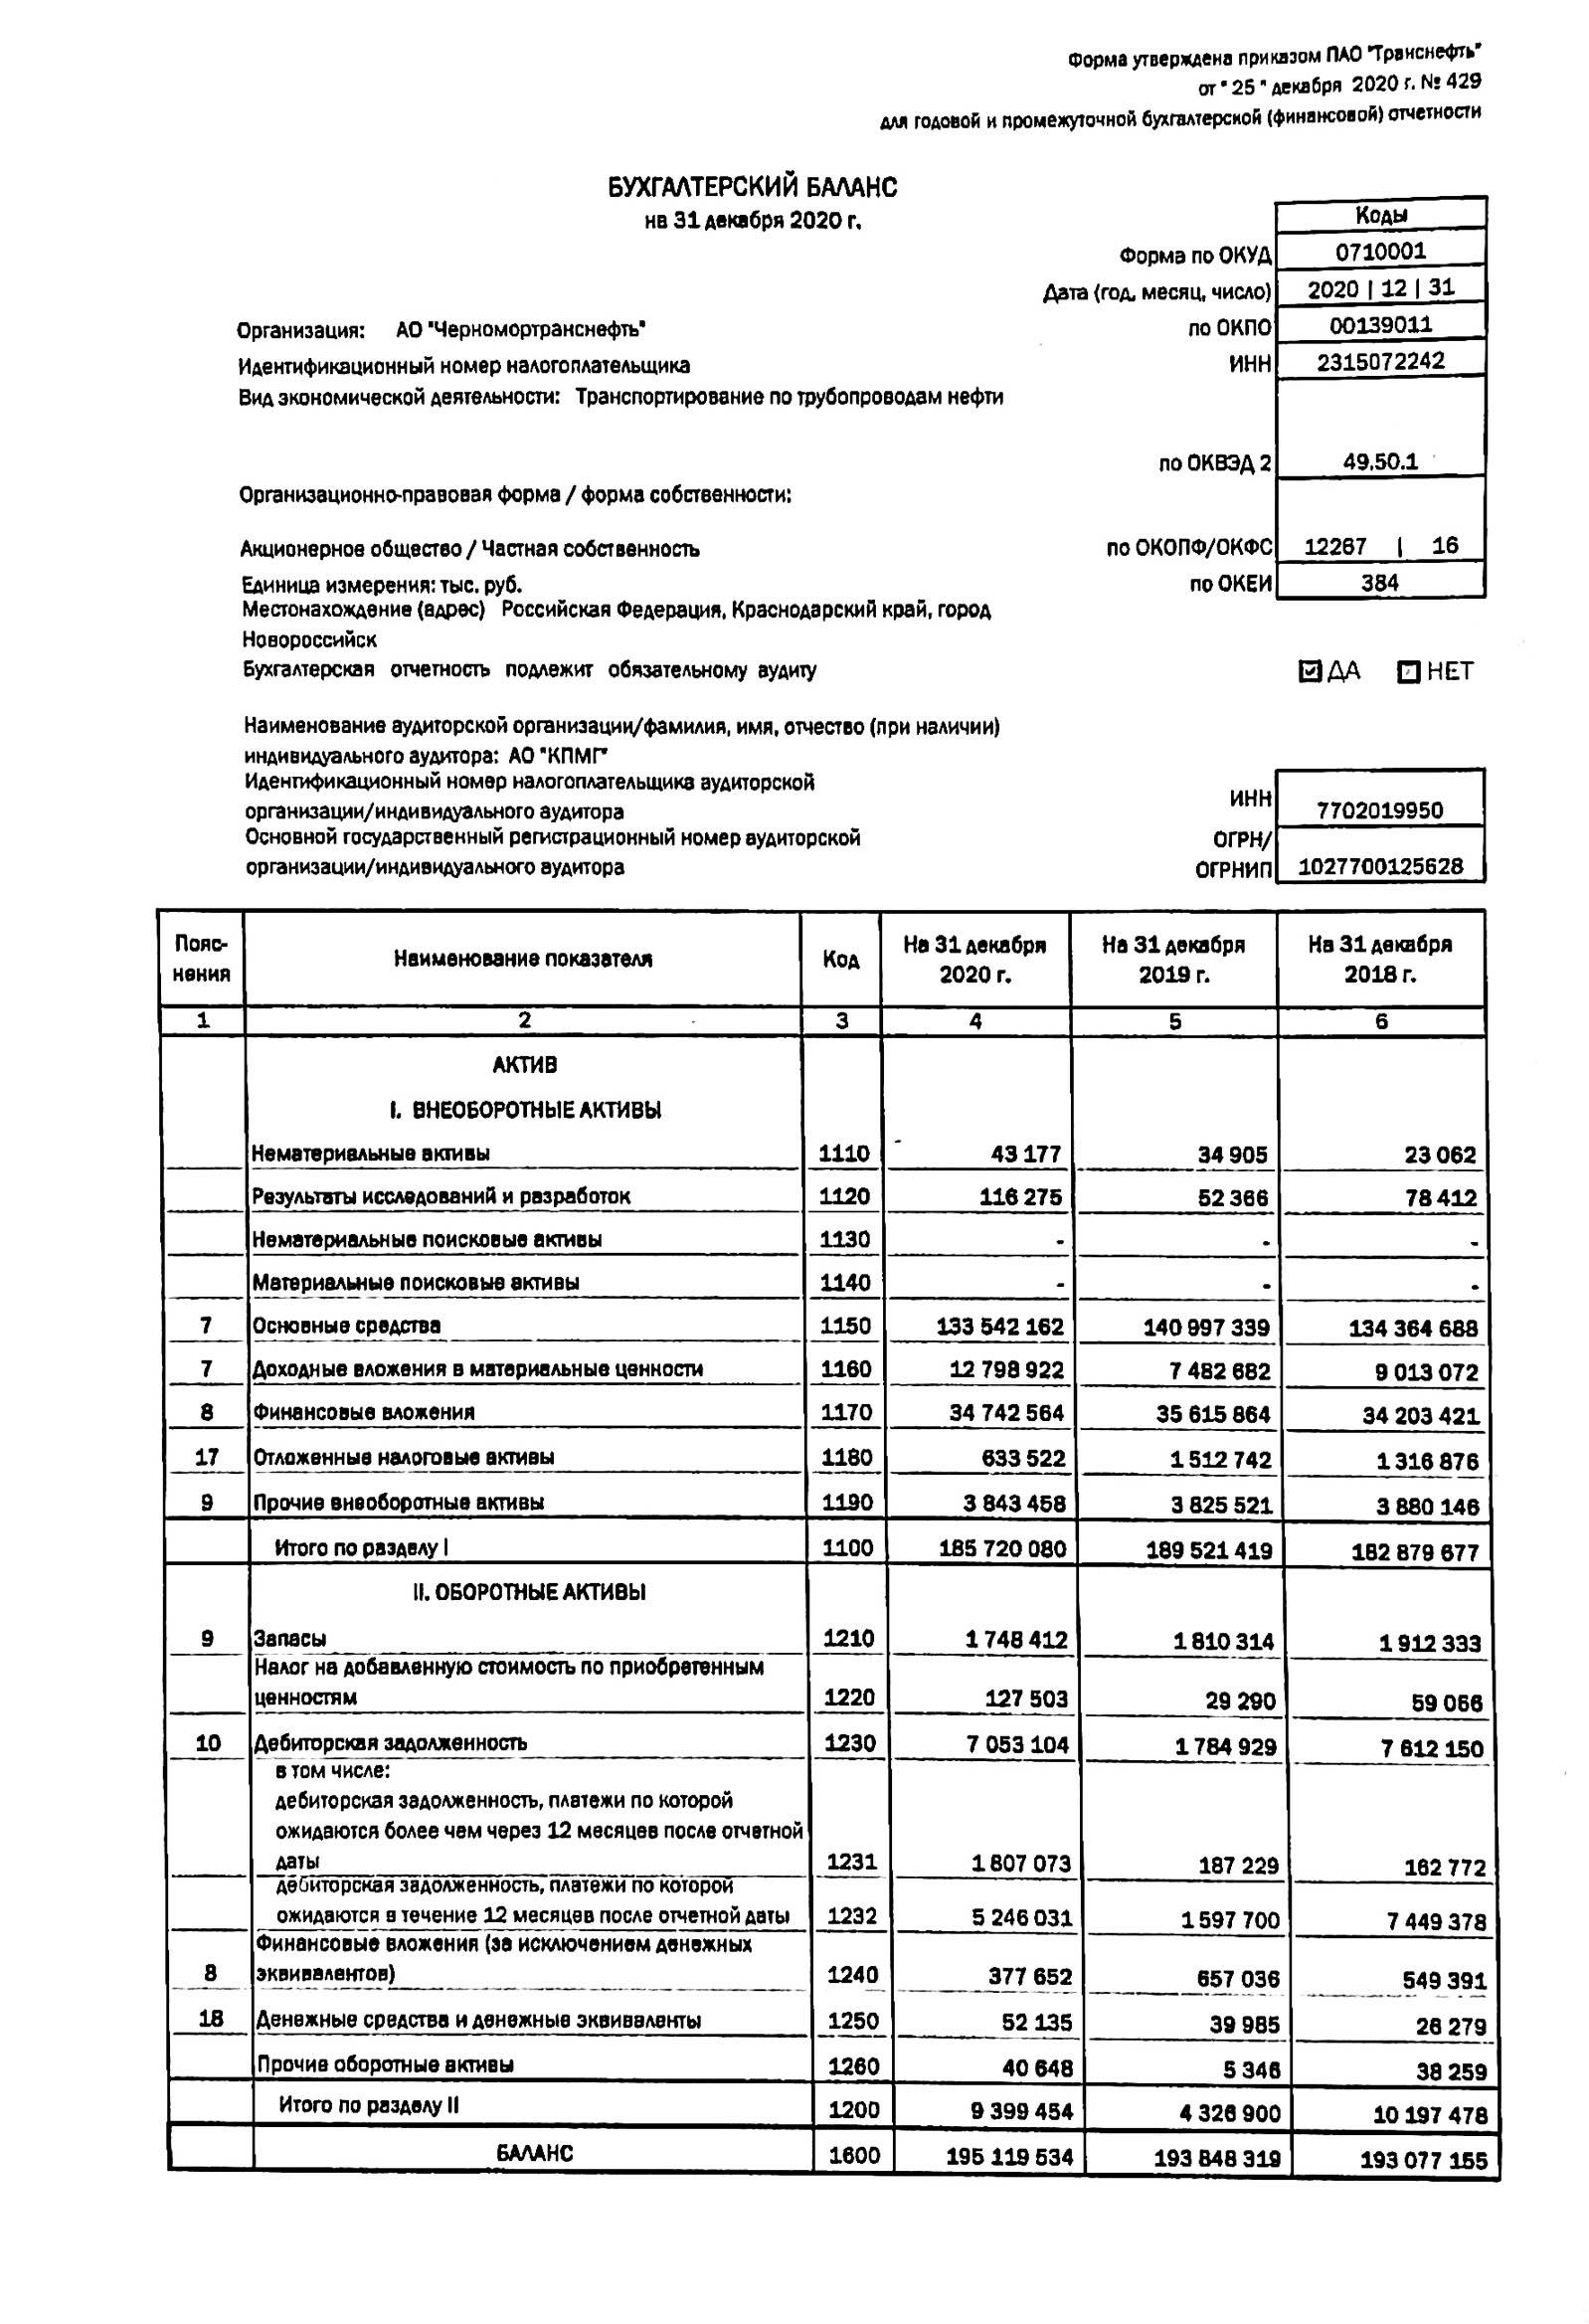 Форма утверждена приказом ПАО "Транснефть"
от " 25 " декабря 2020 г. № 429
для годовой и промежуточной бухгалтерской (финансовой) отчетности
БУХГАЛТЕРСКИЙ БАЛАНС
на 31 декабря 2020 г.
Коды
Форма по ОКУД 0710001
Дата (год, месяц, число) 2020 | 12 | 31
Организация: АО "Черномортранснефть" по ОКПО 00139011
Идентификационный номер налогоплательщика ИНН 2315072242
Вид экономической деятельности: Транспортирование по трубопроводам нефти
по ОКВЭД 2 49.50.1
Организационно-правовая форма / форма собственности:
Акционерное общество / Частная собственность по ОКОПФ/ОКФС 12267 | 16
Единица измерения: тыс. руб. по ОКЕИ 384
Местонахождение (адрес) Российская Федерация, Краснодарский край, город
Новороссийск
Бухгалтерская отчетность подлежит обязательному аудиту ДА НЕТ
Наименование аудиторской организации/фамилия, имя, отчество (при наличии)
индивидуального аудитора: АО "КПМГ"
Идентификационный номер налогоплательщика аудиторской
организации/индивидуального аудитора ИНН 7702019950
Основной государственный регистрационный номер аудиторской ОГРН/
организации/индивидуального аудитора ОГРНИП 1027700125628
Пояс- Наименование показателя Код На 31 декабря На 31 декабря На 31 декабря
нения 2020 г. 2019 г. 2018 г.
1 2 3 4 5 6
АКТИВ
I. ВНЕОБОРОТНЫЕ АКТИВЫ
Нематериальные активы 1110 43 177 34 905 23 062
Результаты исследований и разработок 1120 116 275 52 366 78 412
Нематериальные поисковые активы 1130 - - -
Материальные поисковые активы 1140 - - -
7 Основные средства 1150 133 542 162 140 997 339 134 364 688
7 Доходные вложения в материальные ценности 1160 12 798 922 7 482 682 9 013 072
8 Финансовые вложения 1170 34 742 564 35 615 864 34 203 421
17 Отложенные налоговые активы 1180 633 522 1 512 742 1 316 876
9 Прочие внеоборотные активы 1190 3 843 458 3 825 521 3 880 146
Итого по разделу I 1100 185 720 080 189 521 419 182 879 677
II. ОБОРОТНЫЕ АКТИВЫ
9 Запасы 1210 1 748 412 1 810 314 1 912 333
Налог на добавленную стоимость по приобретенным
ценностям 1220 127 503 29 290 59 066
10 Дебиторская задолженность 1230 7 053 104 1 784 929 7 612 150
в том числе:
дебиторская задолженность, платежи по которой
ожидаются более чем через 12 месяцев после отчетной
даты 1231 1 807 073 187 229 162 772
дебиторская задолженность, платежи по которой
ожидаются в течение 12 месяцев после отчетной даты 1232 5 246 031 1 597 700 7 449 378
Финансовые вложения (за исключением денежных
8 эквивалентов) 1240 377 652 657 036 549 391
18 Денежные средства и денежные эквиваленты 1250 52 135 39 985 26 279
Прочие оборотные активы 1260 40 648 5 346 38 259
Итого по разделу II 1200 9 399 454 4 326 900 10 197 478
БАЛАНС 1600 195 119 534 193 848 319 193 077 155